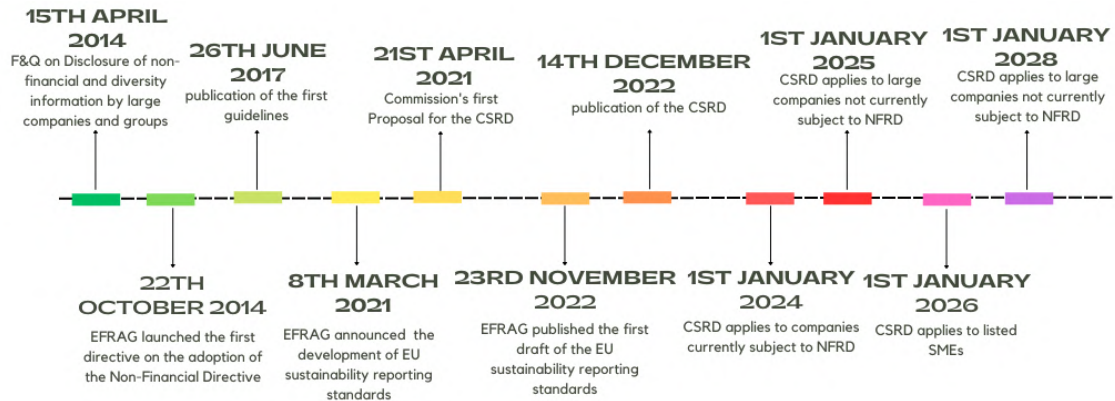 15TH APRIL
2014
F&Q on Disclosure of non-
financial and diversity
information by large
companies and groups
26TH JUNE
2017
publication of the first
guidelines
21ST APRIL
2021
Commission's first
Proposal for the CSRD
14TH DECEMBER
2022
publication of the CSRD
1ST JANUARY
2025
CSRD applies to large
companies not currently
subject to NFRD
1ST JANUARY
2028
CSRD applies to large
companies not currently
subject to NFRD
22TH
OCTOBER 2014
EFRAG launched the first
directive on the adoption of
the Non-Financial Directive
8TH MARCH
2021
EFRAG announced the
development of EU
sustainability reporting
standards
23RD NOVEMBER
2022
EFRAG published the first
draft of the EU
sustainability reporting
standards
1ST JANUARY
2024
CSRD applies to companies
currently subject to NFRD
1ST JANUARY
2026
CSRD applies to listed
SMEs